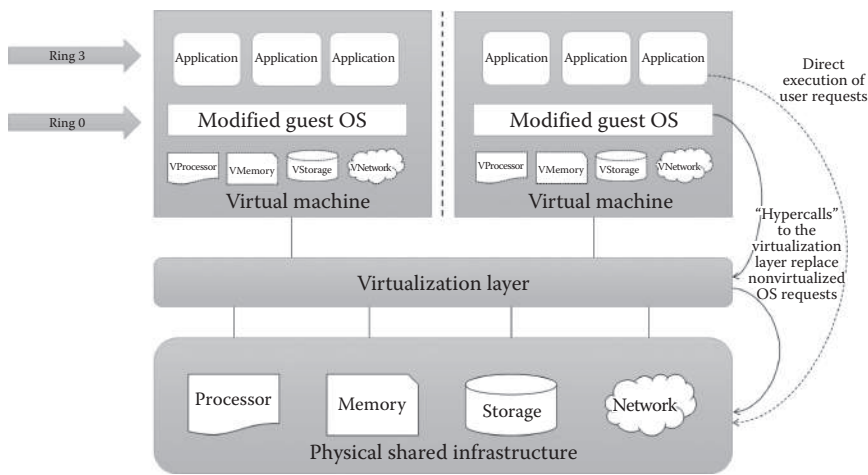 Ring 3
Application
Application
Application
Application
Application
Application
Direct
execution of
user requests
Ring 0
Modified guest OS
Modified guest OS
VProcessor
VMemory
VStorage
VNetwork
VProcessor
VMemory
VStorage
VNetwork
Virtual machine
Virtual machine
“Hypercalls”
to the
virtualization
layer replace
nonvirtualized
OS requests
Virtualization layer
Processor
Memory
Storage
Network
Physical shared infrastructure